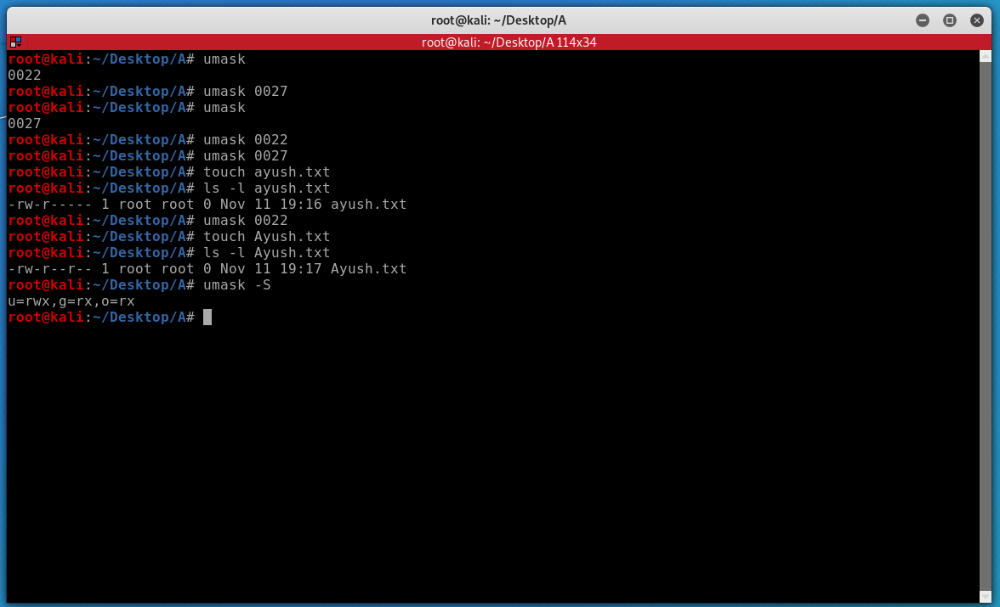 root@kali: ~/Desktop/A
root@kali: ~/Desktop/A 114x34
root@kali:~/Desktop/A# umask
0022
root@kali:~/Desktop/A# umask 0027
root@kali:~/Desktop/A# umask
0027
root@kali:~/Desktop/A# umask 0022
root@kali:~/Desktop/A# umask 0027
root@kali:~/Desktop/A# touch ayush.txt
root@kali:~/Desktop/A# ls -l ayush.txt
-rw-r----- 1 root root 0 Nov 11 19:16 ayush.txt
root@kali:~/Desktop/A# umask 0022
root@kali:~/Desktop/A# touch Ayush.txt
root@kali:~/Desktop/A# ls -l Ayush.txt
-rw-r--r-- 1 root root 0 Nov 11 19:17 Ayush.txt
root@kali:~/Desktop/A# umask -S
u=rwx,g=rx,o=rx
root@kali:~/Desktop/A#